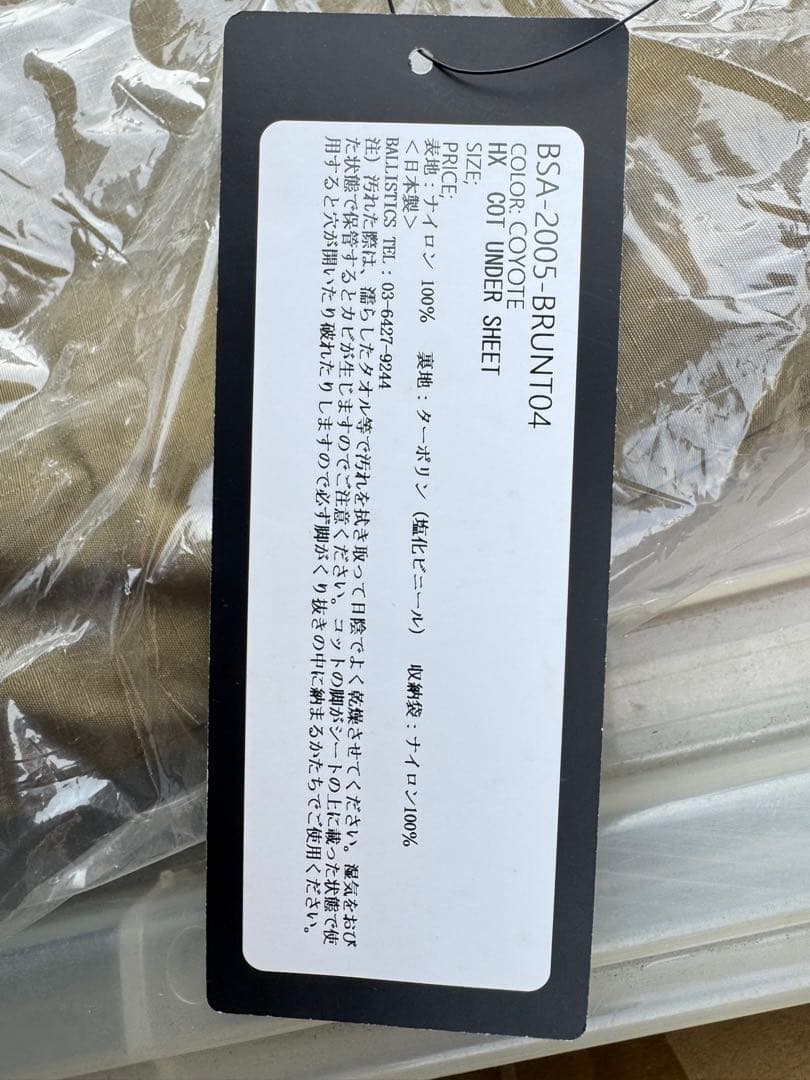 BSA-2005-BRUNT04
COLOR: COYOTE
HX COT UNDER SHEET
SIZE;
PRICE;
表地：ナイロン 100%　裏地：ターポリン（塩化ビニール）　収納袋：ナイロン100%
＜日本製＞
BALLISTICS TEL：03-6427-9244
注）汚れた際は、濡らしたタオル等で汚れを拭き取って日陰でよく乾燥させてください。湿気をおび
た状態で保管するとカビが生じますのでご注意ください。コットの脚がシートの上に載った状態で使
用すると穴が開いたり破れたりしますので必ず脚がくり抜きの中に納まるかたちでご使用ください。